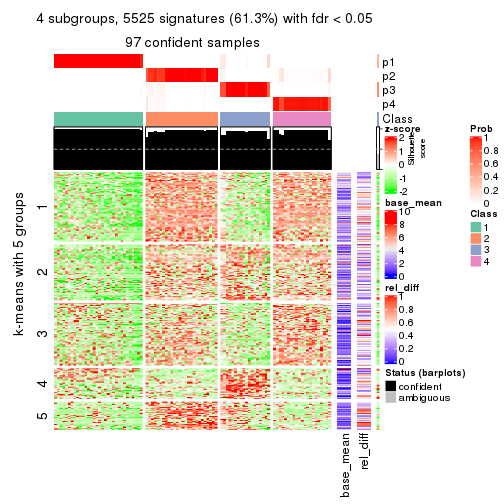 4 subgroups, 5525 signatures (61.3%) with fdr < 0.05
97 confident samples
p1
p2
p3
p4
Class
Silhouette
score
k-means with 5 groups
1
2
3
4
5
base_mean
rel_diff
z-score
2
1
0
-1
-2
base_mean
10
8
6
4
2
0
rel_diff
1
0.8
0.6
0.4
0.2
0
Status (barplots)
confident
ambiguous
Prob
1
0.8
0.6
0.4
0.2
0
Class
1
2
3
4